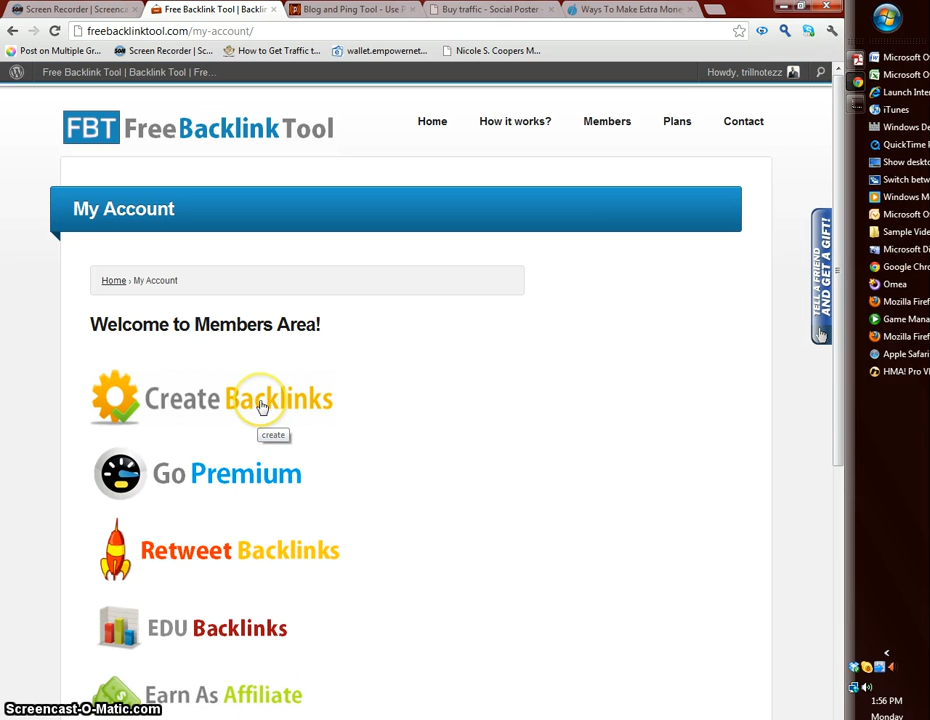 Screen Recorder | Screenca
Free Backlink Tool | Backlin
Blog and Ping Tool - Use P
Buy traffic - Social Poster -
Ways To Make Extra Mone
freebacklinktool.com/my-account/
Post on Multiple Gr...
Screen Recorder | Sc...
How to Get Traffic t...
wallet.empowernet...
Nicole S. Coopers M...
Free Backlink Tool | Backlink Tool | Fre...
Howdy, trillnotezz
FBT FreeBacklinkTool
Home
How it works?
Members
Plans
Contact
My Account
Home › My Account
Welcome to Members Area!
Create Backlinks
create
Go Premium
Retweet Backlinks
EDU Backlinks
Earn As Affiliate
TELL A FRIEND
AND GET A GIFT!
Microsoft O
Microsoft O
Launch Inter
iTunes
Windows De
QuickTime P
Show deskto
Switch betw
Windows M
Microsoft O
Sample Vide
Microsoft Di
Google Chro
Omea
Mozilla Firef
Game Mana
Mozilla Firef
Apple Safari
HMA! Pro V
1:56 PM
Monday
Screencast-O-Matic.com